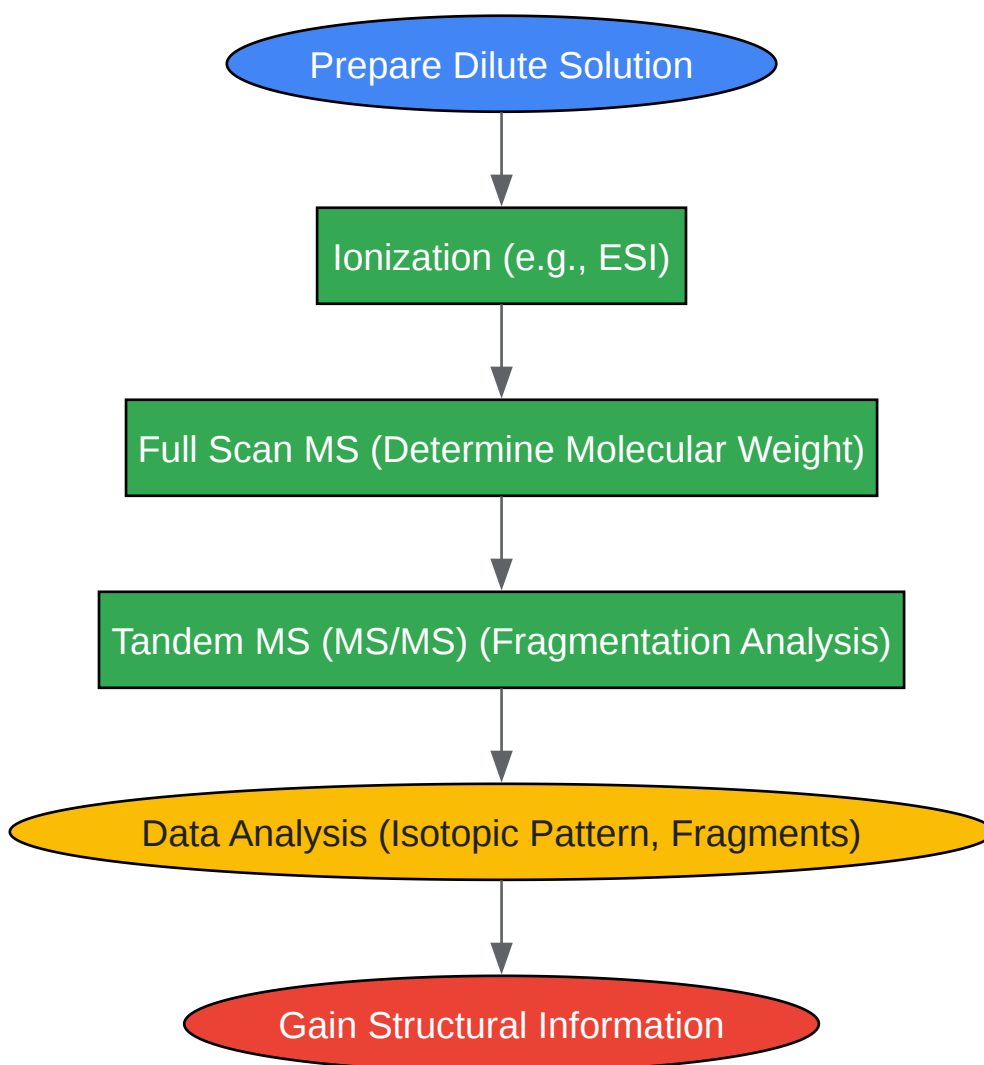 Prepare Dilute Solution
Ionization (e.g., ESI)
Full Scan MS (Determine Molecular Weight)
Tandem MS (MS/MS) (Fragmentation Analysis)
Data Analysis (Isotopic Pattern, Fragments)
Gain Structural Information